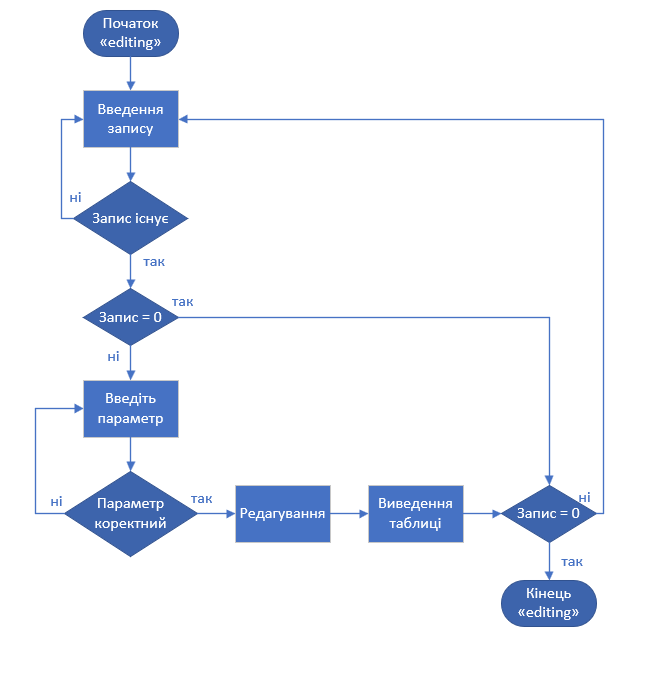 Початок
«editing»
Введення
запису
ні
Запис існує
так
Запис = 0
так
ні
Введіть
параметр
ні
Параметр
коректний
так
Редагування
Виведення
таблиці
Запис = 0
ні
так
Кінець
«editing»